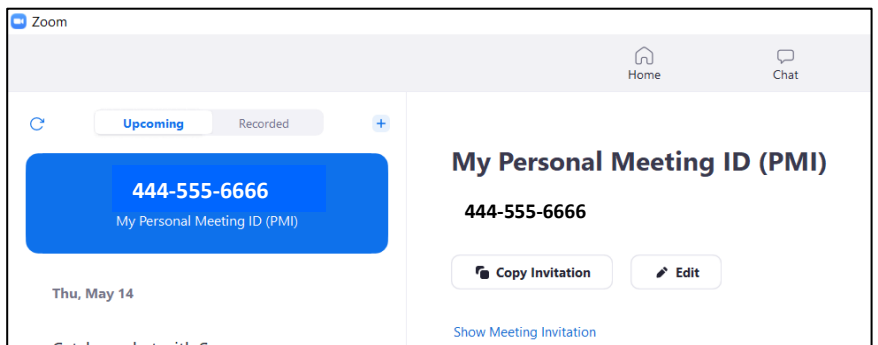 Zoom
Home
Chat
Upcoming
Recorded
+
444-555-6666
My Personal Meeting ID (PMI)
Thu, May 14
My Personal Meeting ID (PMI)
444-555-6666
Copy Invitation
Edit
Show Meeting Invitation